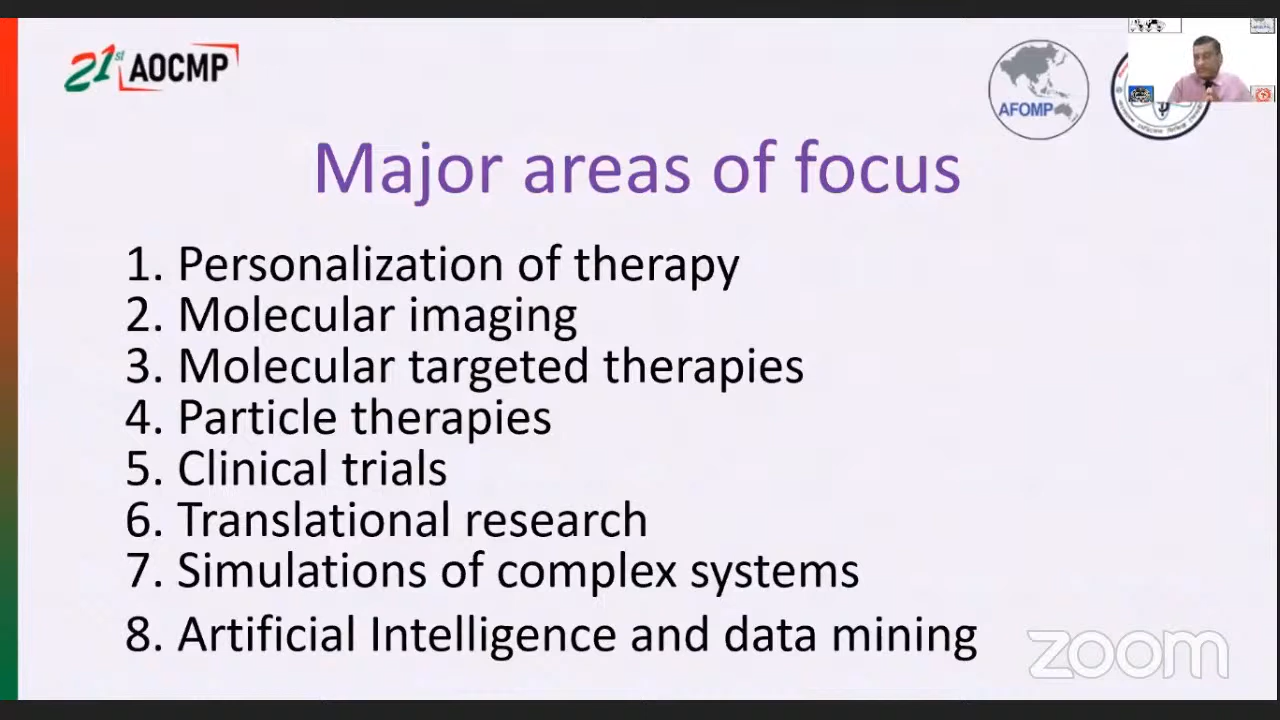 21st AOCMP
AFOMP
Major areas of focus
1. Personalization of therapy
2. Molecular imaging
3. Molecular targeted therapies
4. Particle therapies
5. Clinical trials
6. Translational research
7. Simulations of complex systems
8. Artificial Intelligence and data mining
zoom